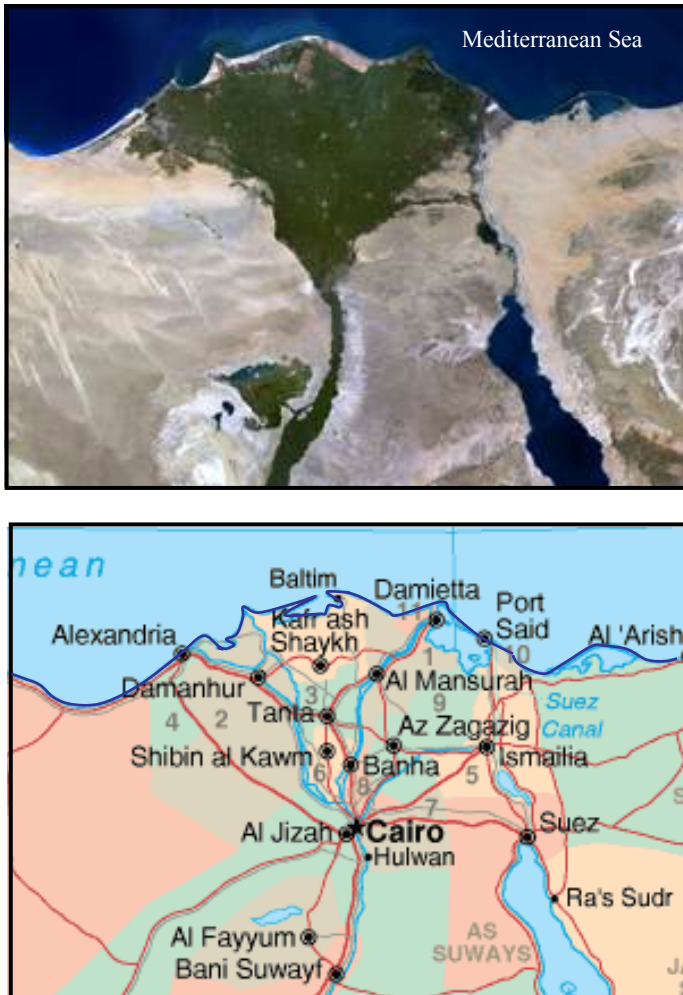 Mediterranean Sea
nean
Baltim
Damietta
11
Kafr ash
Shaykh
Port
Said
10
Alexandria
Al 'Arish
1
Damanhur
Al Mansurah
3
9
4
2
Tanta
Suez
Canal
Az Zagazig
Shibin al Kawm
Ismailia
6
Banha
5
8
7
Al Jizah
Cairo
Suez
Hulwan
Ra's Sudr
Al Fayyum
AS
SUWAYS
Bani Suwayf